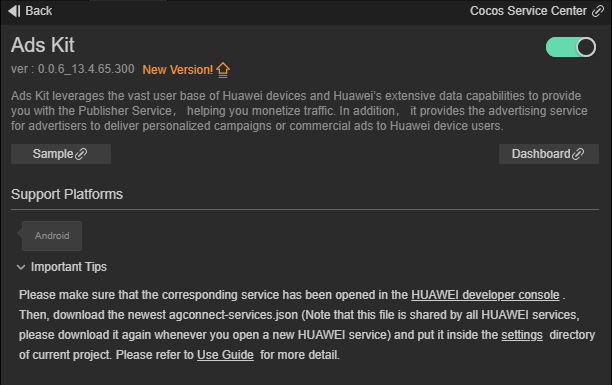 Back
Cocos Service Center
Ads Kit
ver : 0.0.6_13.4.65.300 New Version!
Ads Kit leverages the vast user base of Huawei devices and Huawei's extensive data capabilities to provide
you with the Publisher Service， helping you monetize traffic. In addition， it provides the advertising service
for advertisers to deliver personalized campaigns or commercial ads to Huawei device users.
Sample
Dashboard
Support Platforms
Android
Important Tips
Please make sure that the corresponding service has been opened in the HUAWEI developer console .
Then, download the newest agconnect-services.json (Note that this file is shared by all HUAWEI services,
please download it again whenever you open a new HUAWEI service) and put it inside the settings directory
of current project. Please refer to Use Guide for more detail.